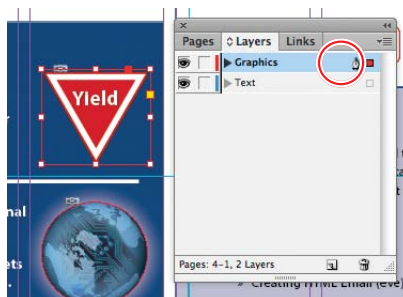 Pages Layers Links
Graphics
Text
Yield
nal
ets
Pages: 4-1, 2 Layers
» Creating HTML Email (eve)